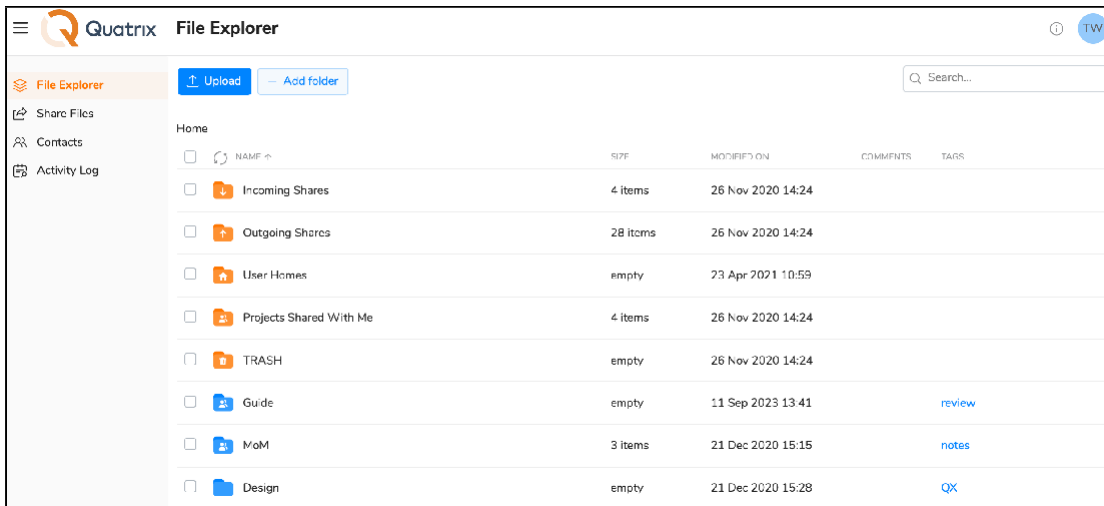 Quatrix File Explorer TW
File Explorer
Share Files
Contacts
Activity Log
Upload Add folder Search...
Home
NAME SIZE MODIFIED ON COMMENTS TAGS
Incoming Shares 4 items 26 Nov 2020 14:24
Outgoing Shares 28 items 26 Nov 2020 14:24
User Homes empty 23 Apr 2021 10:59
Projects Shared With Me 4 items 26 Nov 2020 14:24
TRASH empty 26 Nov 2020 14:24
Guide empty 11 Sep 2023 13:41 review
MoM 3 items 21 Dec 2020 15:15 notes
Design empty 21 Dec 2020 15:28 QX